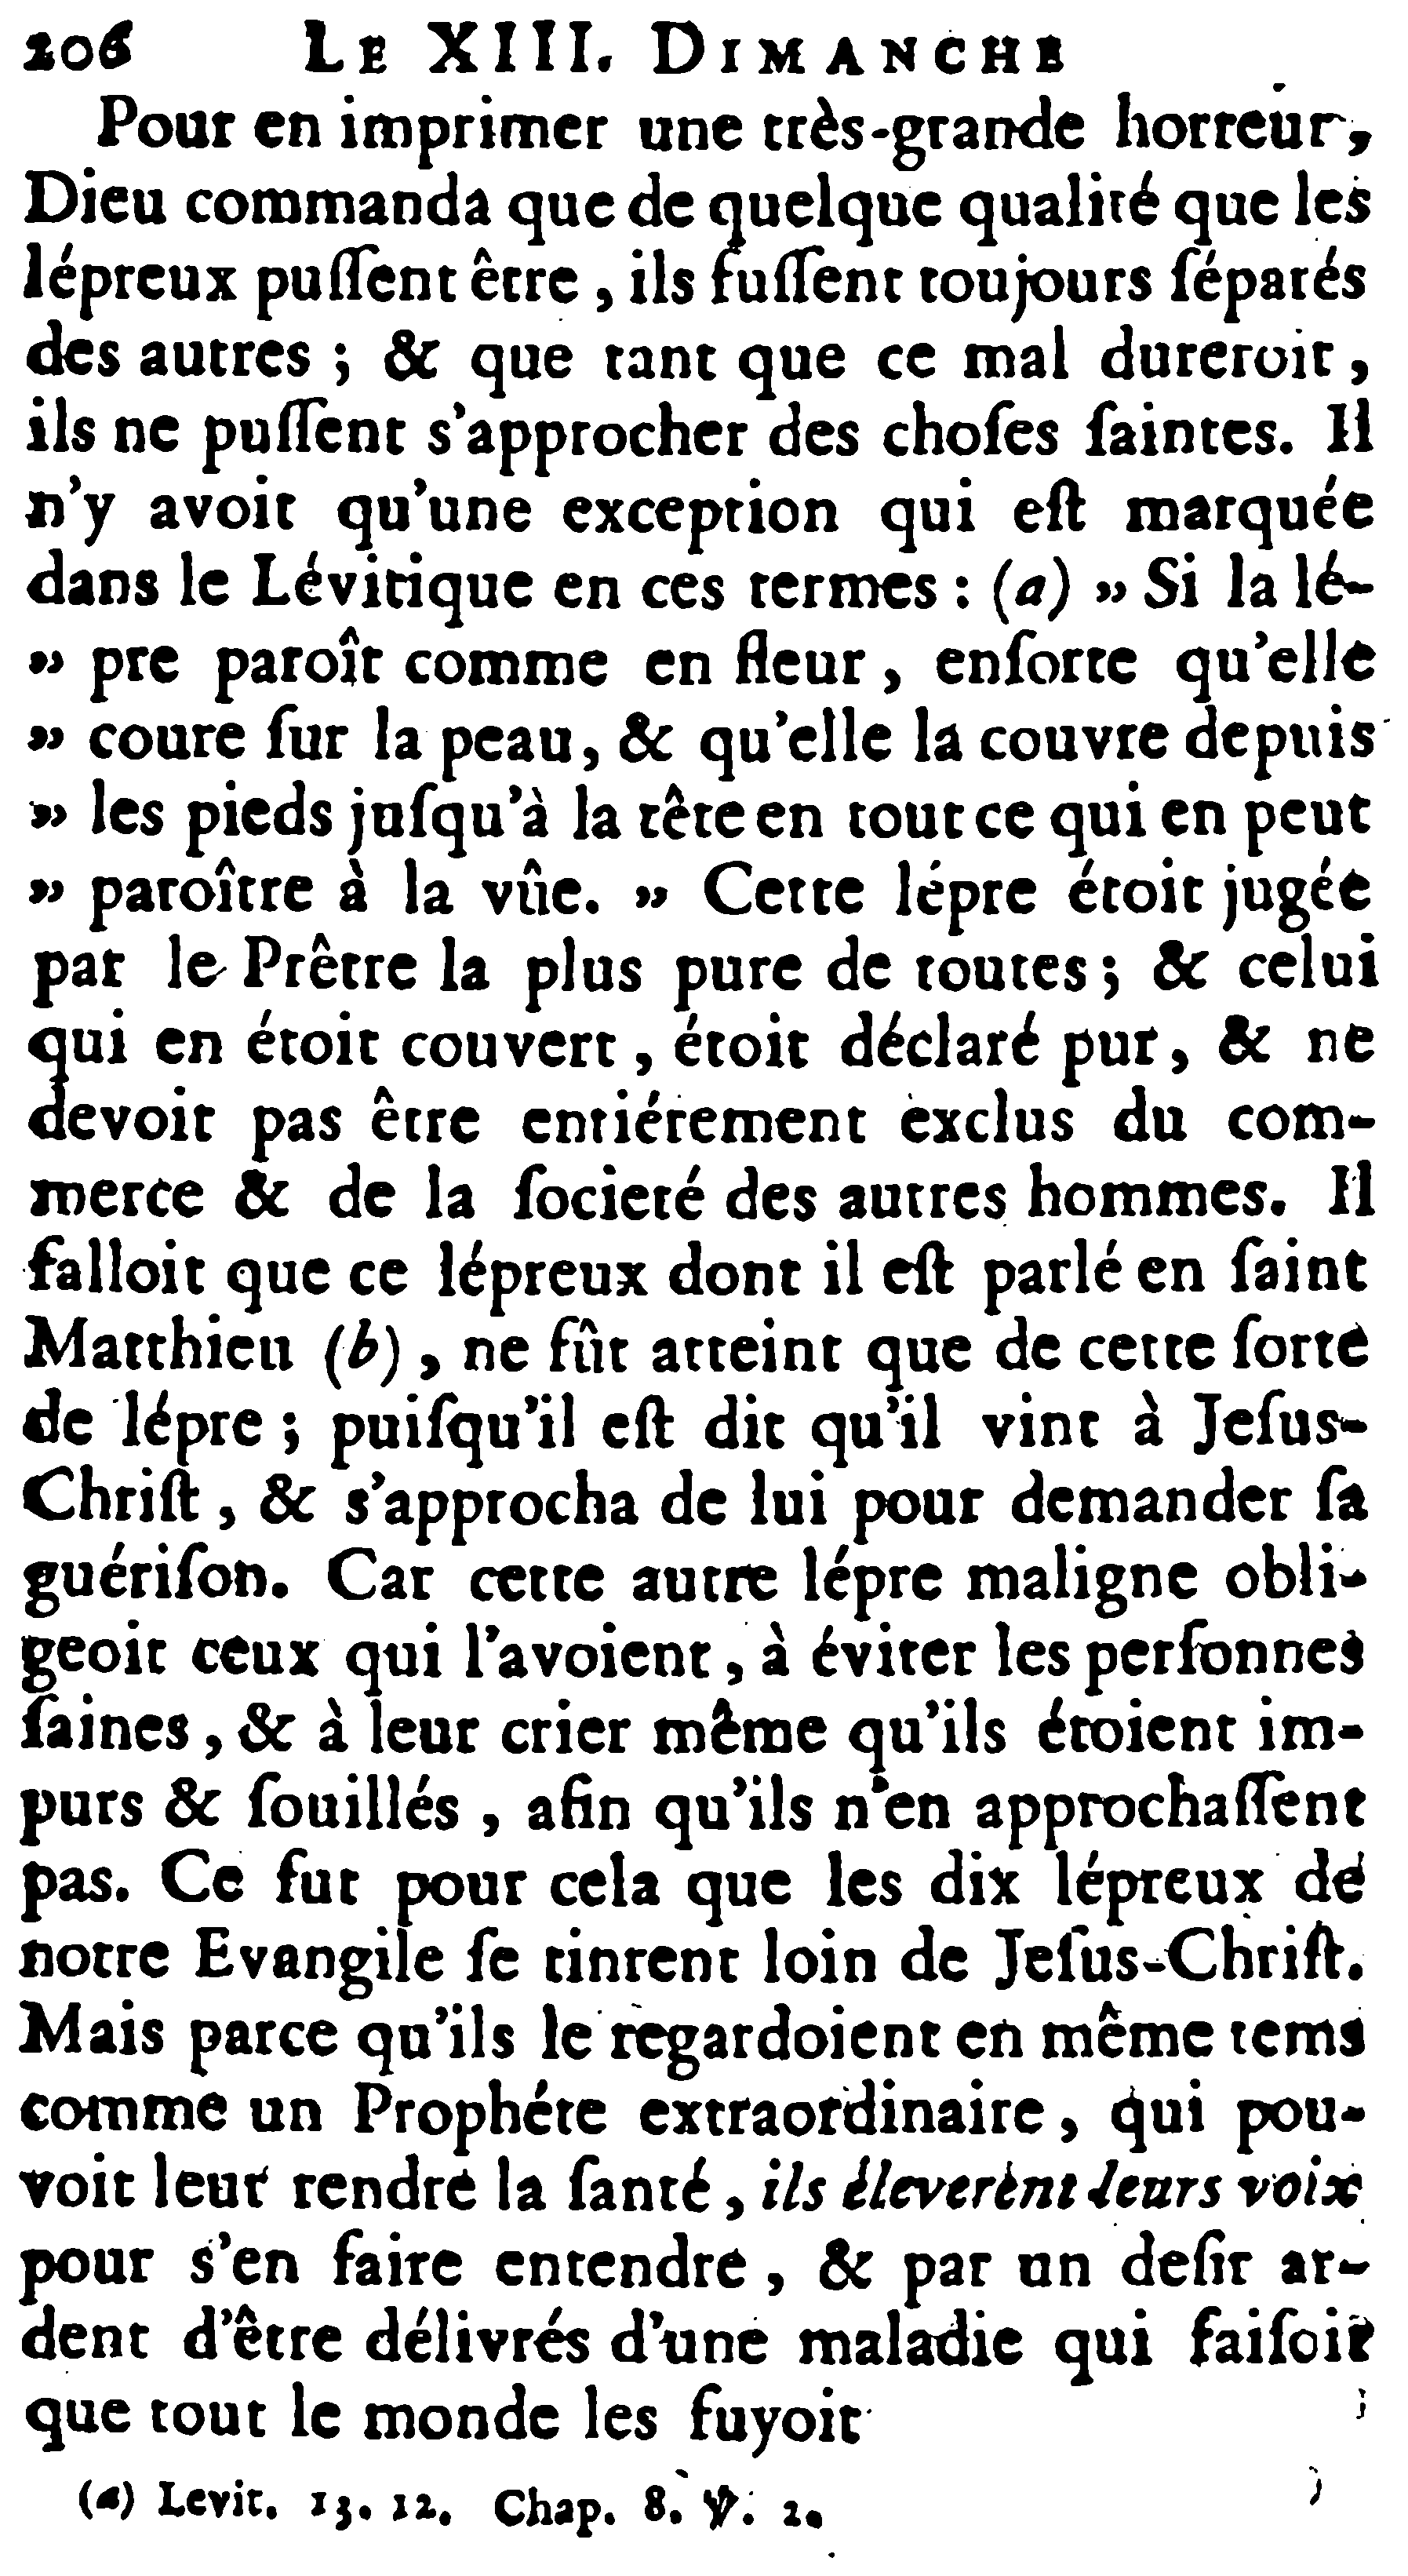 206 LE XIII. DIMANCHE
Pour en imprimer une très-grande horreur,
Dieu commanda que de quelque qualité que les
lépreux puſſent être, ils fuſſent toujours ſéparés
des autres ; & que tant que ce mal dureroit,
ils ne puſſent s'approcher des choſes ſaintes. Il
n'y avoit qu'une exception qui eſt marquée
dans le Lévitique en ces termes : (a) » Si la lé-
» pre paroît comme en fleur, enſorte qu'elle
» coure ſur la peau, & qu'elle la couvre depuis
» les pieds juſqu'à la tête en tout ce qui en peut
» paroître à la vûe. » Cette lépre étoit jugée
par le Prêtre la plus pure de toutes ; & celui
qui en étoit couvert, étoit déclaré pur, & ne
devoit pas être entiérement exclus du com-
merce & de la ſocieté des autres hommes. Il
falloit que ce lépreux dont il eſt parlé en ſaint
Matthieu (b), ne fût atteint que de cette ſorte
de lépre ; puiſqu'il eſt dit qu'il vint à Jeſus-
Chriſt, & s'approcha de lui pour demander ſa
guériſon. Car cette autre lépre maligne obli-
geoit ceux qui l'avoient, à éviter les perſonnes
ſaines, & à leur crier même qu'ils étoient im-
purs & ſouillés, afin qu'ils n'en approchaſſent
pas. Ce fut pour cela que les dix lépreux de
notre Evangile ſe tinrent loin de Jeſus-Chriſt.
Mais parce qu'ils le regardoient en même tems
comme un Prophéte extraordinaire, qui pou-
voit leur rendre la ſanté, ils éleverent leurs voix
pour s'en faire entendre, & par un deſir ar-
dent d'être délivrés d'une maladie qui faiſoit
que tout le monde les fuyoit
(a) Levit. 13. 12. Chap. 8. ℣. 2.